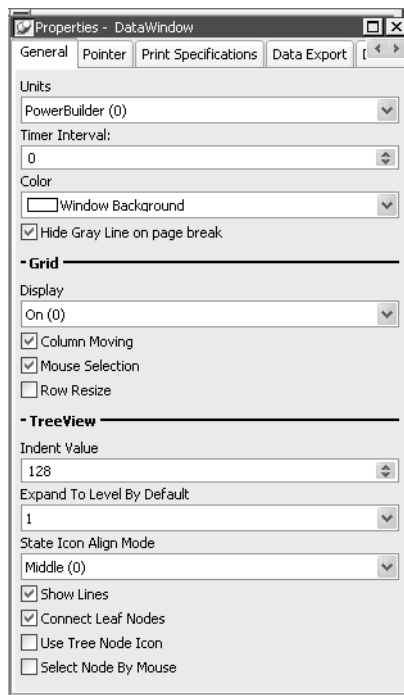 Properties - DataWindow
General Pointer Print Specifications Data Export
Units
PowerBuilder (0)
Timer Interval:
0
Color
Window Background
Hide Gray Line on page break
- Grid
Display
On (0)
Column Moving
Mouse Selection
Row Resize
- TreeView
Indent Value
128
Expand To Level By Default
1
State Icon Align Mode
Middle (0)
Show Lines
Connect Leaf Nodes
Use Tree Node Icon
Select Node By Mouse